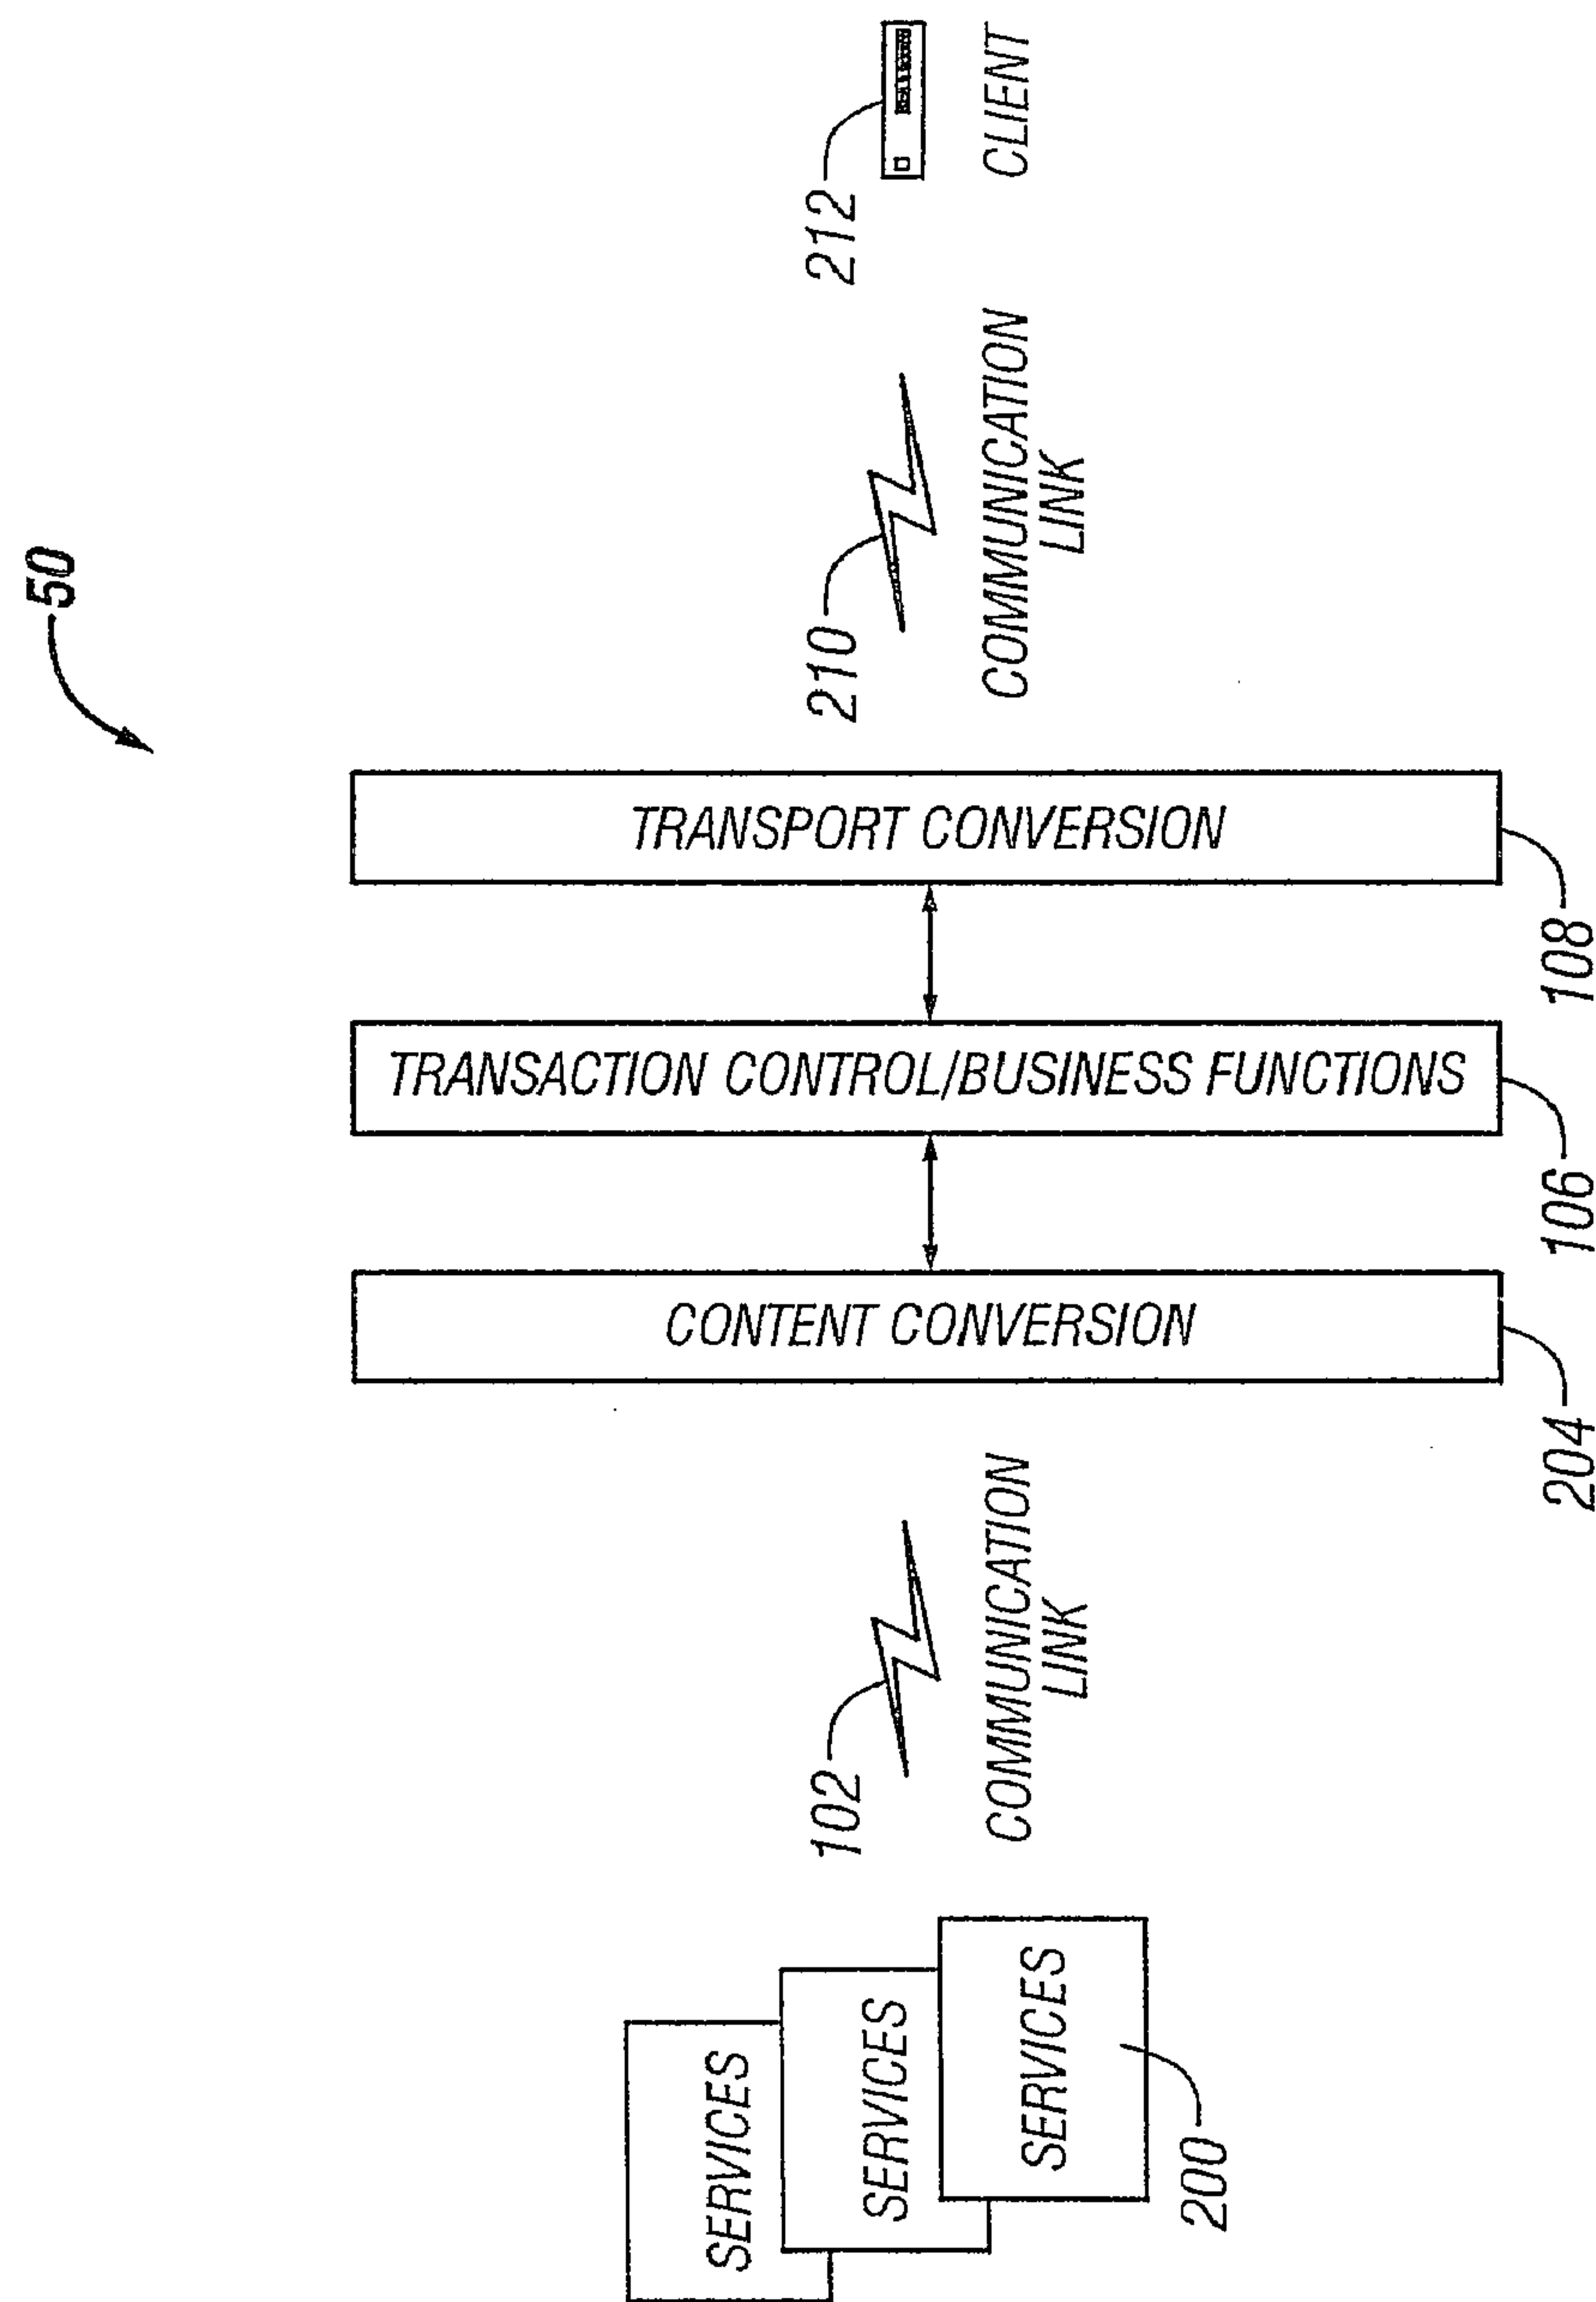 50
SERVICES
SERVICES
SERVICES
200
102
COMMUNICATION
LINK
CONTENT CONVERSION
204
TRANSACTION CONTROL/BUSINESS FUNCTIONS
106
TRANSPORT CONVERSION
108
210
COMMUNICATION
LINK
212
CLIENT